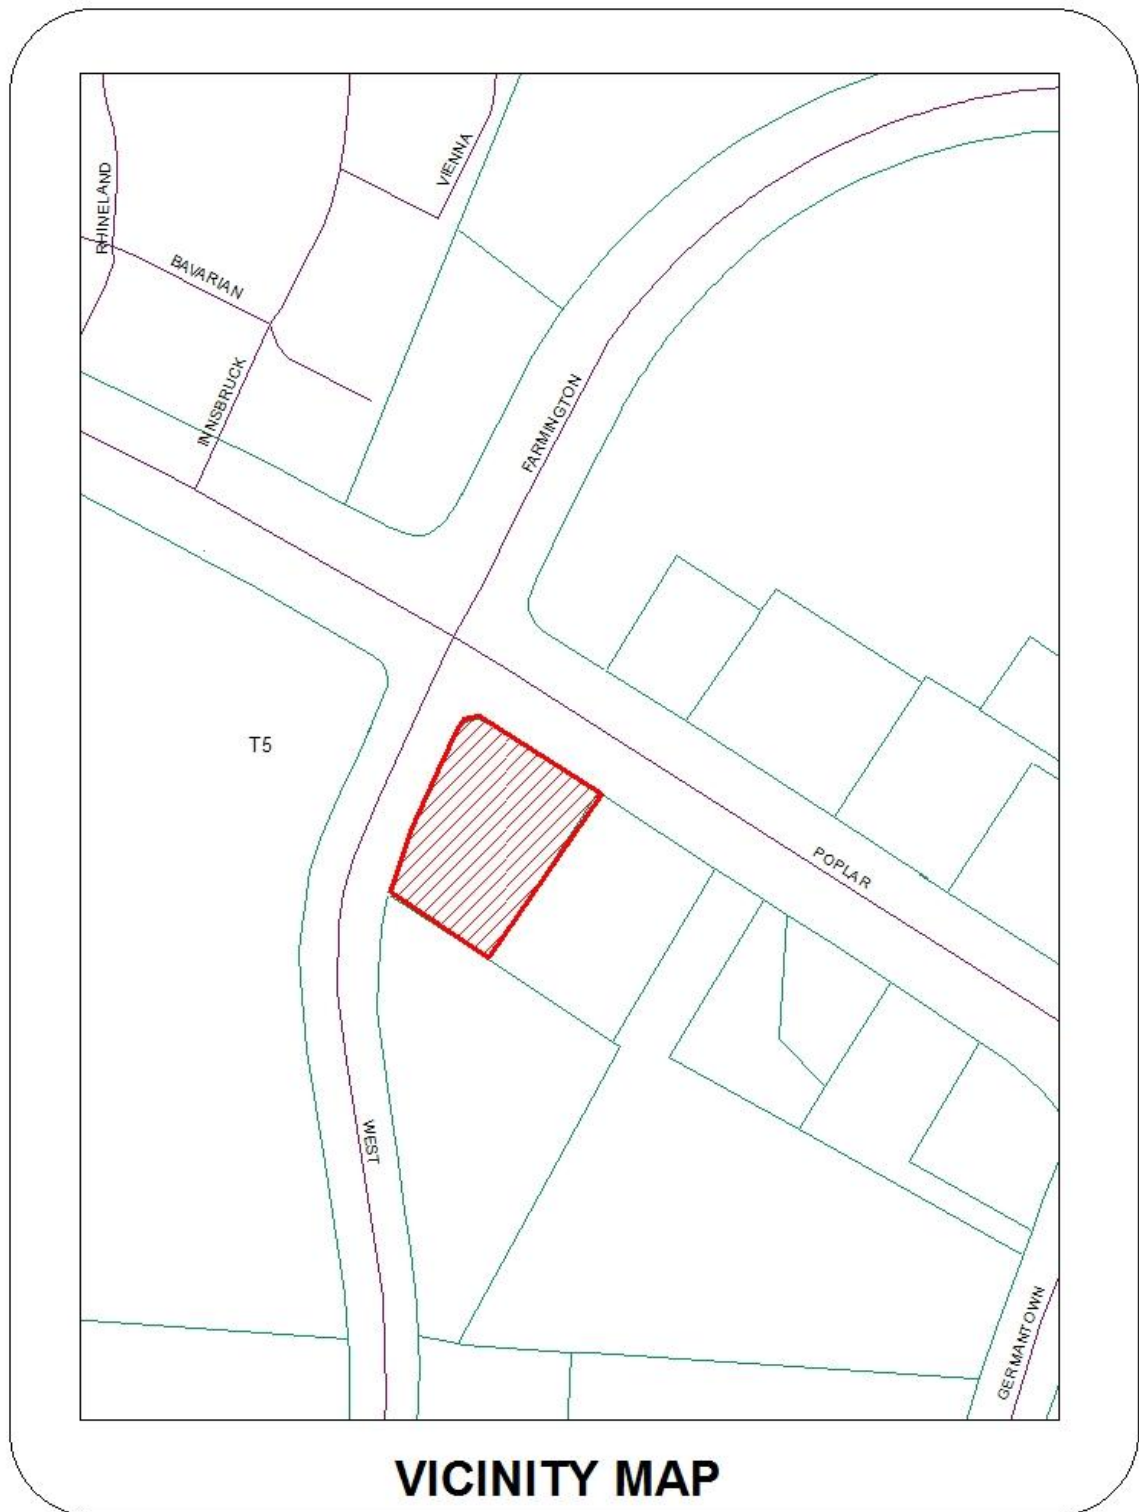 RHINELAND
VIENNA
BAVARIAN
INNSBRUCK
FARMINGTON
T5
POPLAR
WEST
GERMANTOWN
VICINITY MAP